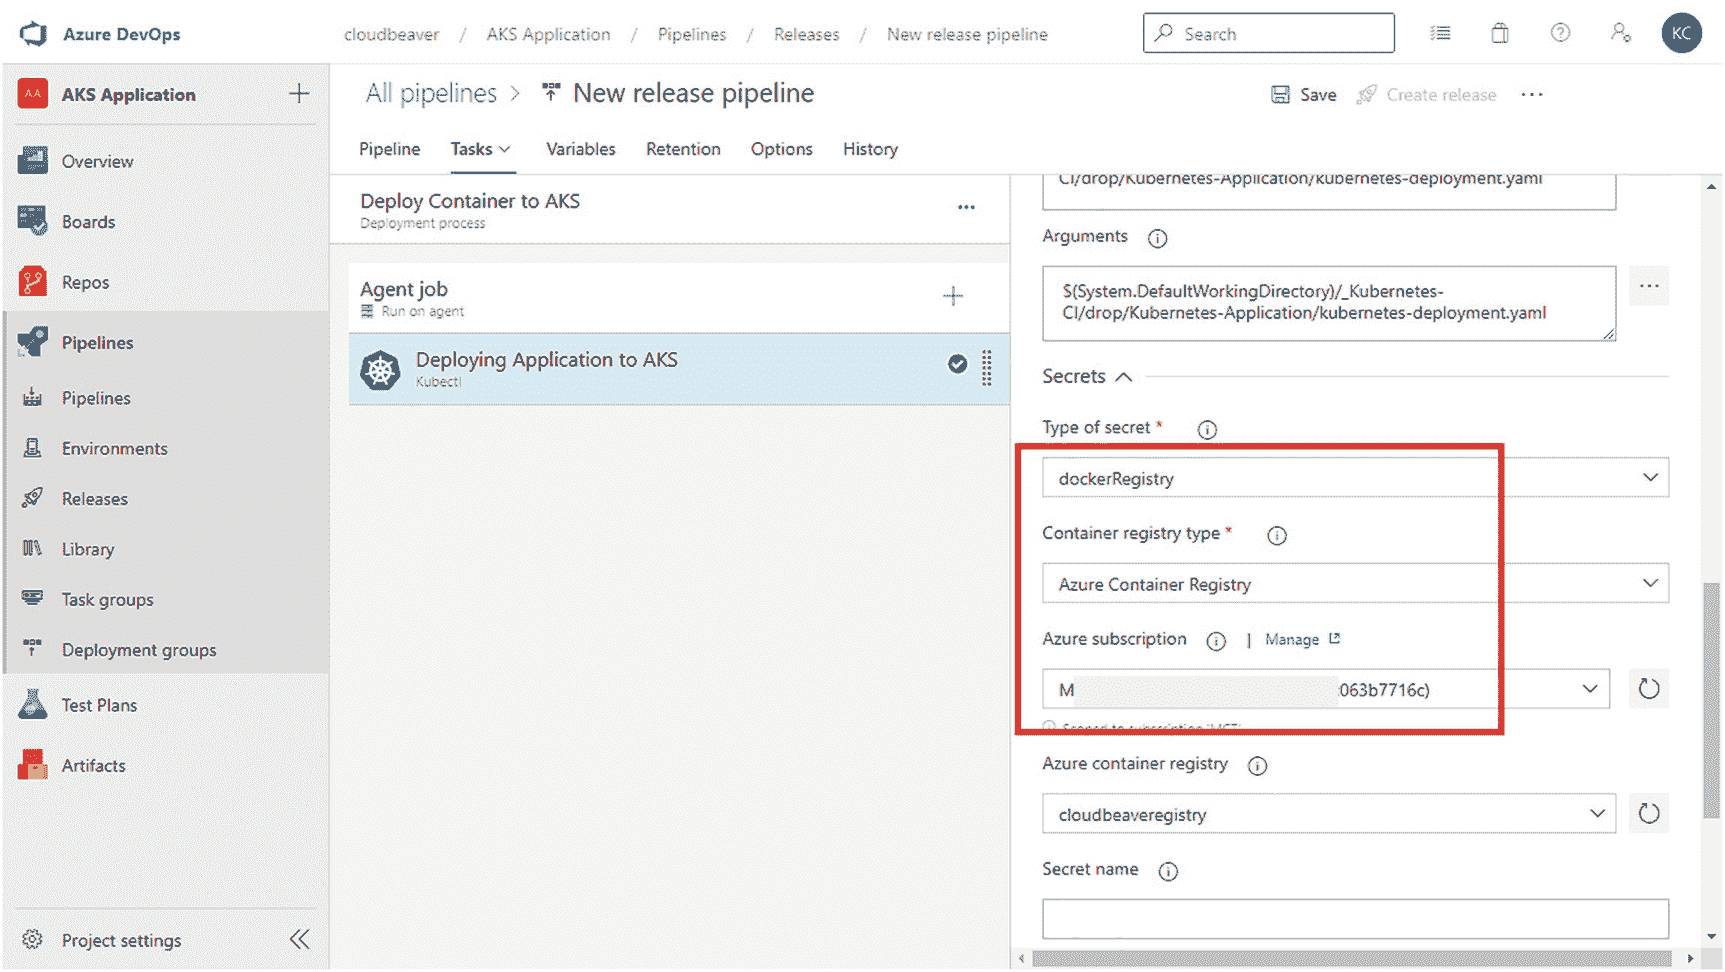 Azure DevOps
cloudbeaver / AKS Application / Pipelines / Releases / New release pipeline
Search
KC
AA
AKS Application
All pipelines > New release pipeline
Save
Create release
Pipeline
Tasks
Variables
Retention
Options
History
Overview
Boards
Repos
Pipelines
Pipelines
Environments
Releases
Library
Task groups
Deployment groups
Test Plans
Artifacts
Project settings
Deploy Container to AKS
Deployment process
Agent job
Run on agent
Deploying Application to AKS
Kubectl
CI/drop/Kubernetes-Application/kubernetes-deployment.yaml
Arguments
$(System.DefaultWorkingDirectory)/_Kubernetes-
CI/drop/Kubernetes-Application/kubernetes-deployment.yaml
Secrets
Type of secret *
dockerRegistry
Container registry type *
Azure Container Registry
Azure subscription | Manage
M 063b7716c)
Scoped to subscription 'MCT'
Azure container registry
cloudbeaveregistry
Secret name